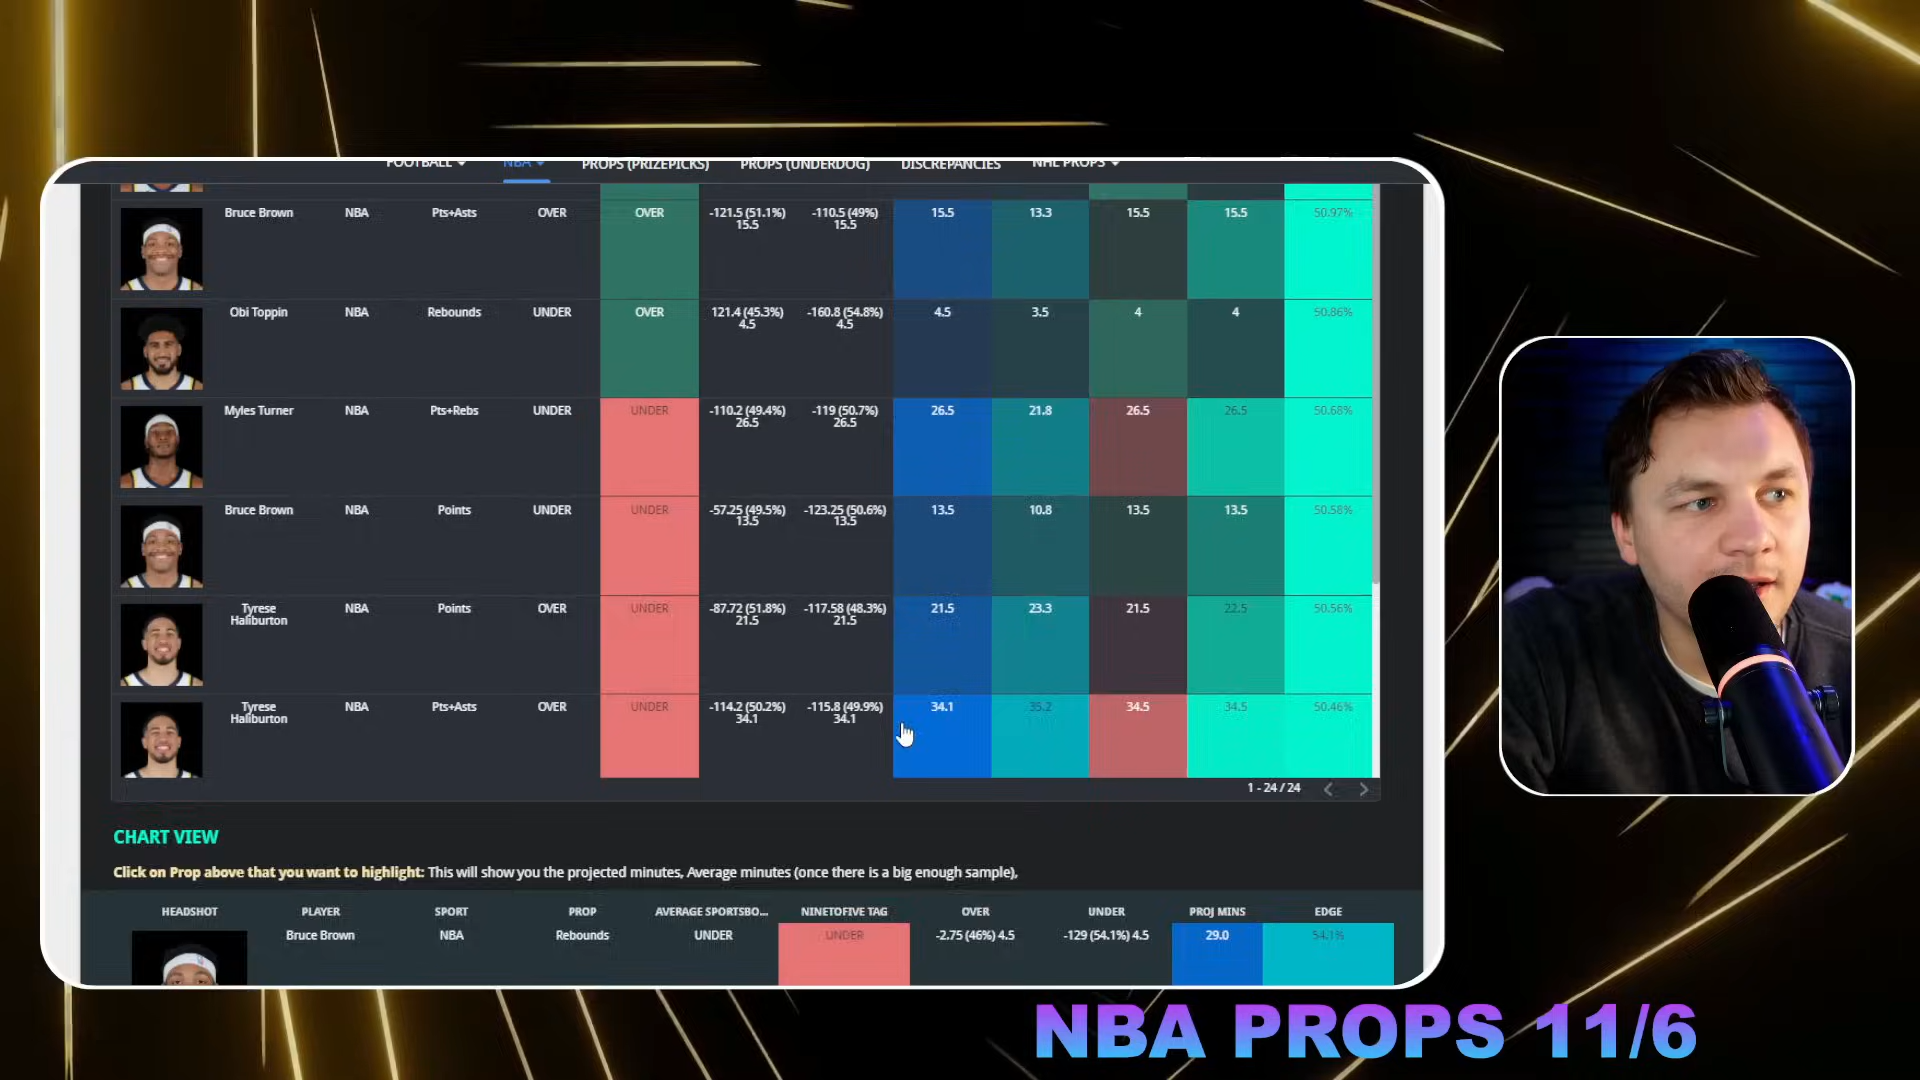 FOOTBALL NBA PROPS (PRIZEPICKS) PROPS (UNDERDOG) DISCREPANCIES NHL PROPS
Bruce Brown NBA Pts+Asts OVER OVER -121.5 (51.1%) -110.5 (49%) 15.5 13.3 15.5 15.5 50.97%
15.5 15.5
Obi Toppin NBA Rebounds UNDER OVER 121.4 (45.3%) -160.8 (54.8%) 4.5 3.5 4 4 50.86%
4.5 4.5
Myles Turner NBA Pts+Rebs UNDER UNDER -110.2 (49.4%) -119 (50.7%) 26.5 21.8 26.5 26.5 50.68%
26.5 26.5
Bruce Brown NBA Points UNDER UNDER -57.25 (49.5%) -123.25 (50.6%) 13.5 10.8 13.5 13.5 50.58%
13.5 13.5
Tyrese NBA Points OVER UNDER -87.72 (51.8%) -117.58 (48.3%) 21.5 23.3 21.5 22.5 50.56%
Haliburton 21.5 21.5
Tyrese NBA Pts+Asts OVER UNDER -114.2 (50.2%) -115.8 (49.9%) 34.1 35.2 34.5 34.5 50.46%
Haliburton 34.1 34.1
1 - 24 / 24
CHART VIEW
Click on Prop above that you want to highlight: This will show you the projected minutes, Average minutes (once there is a big enough sample),
HEADSHOT PLAYER SPORT PROP AVERAGE SPORTSBO... NINETOFIVE TAG OVER UNDER PROJ MINS EDGE
Bruce Brown NBA Rebounds UNDER UNDER -2.75 (46%) 4.5 -129 (54.1%) 4.5 29.0 54.1%
NBA PROPS 11/6